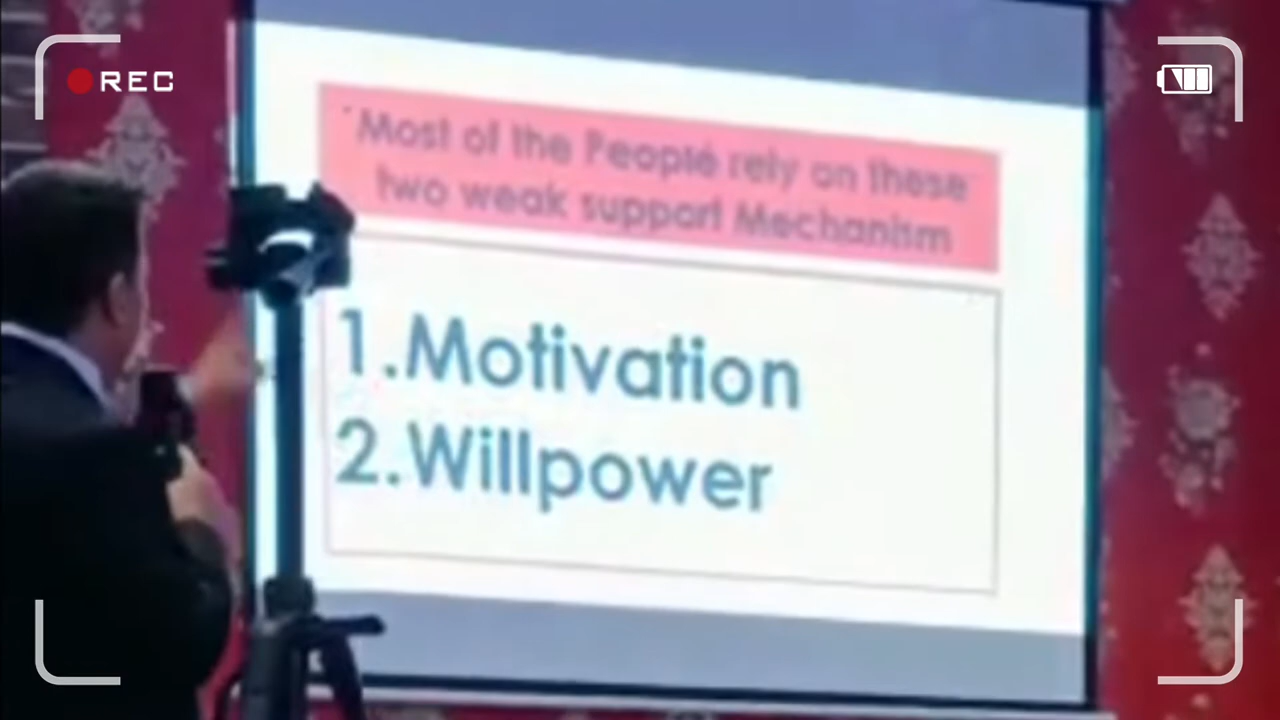 REC
"Most of the People rely on these
two weak support Mechanism
1.Motivation
2.Willpower